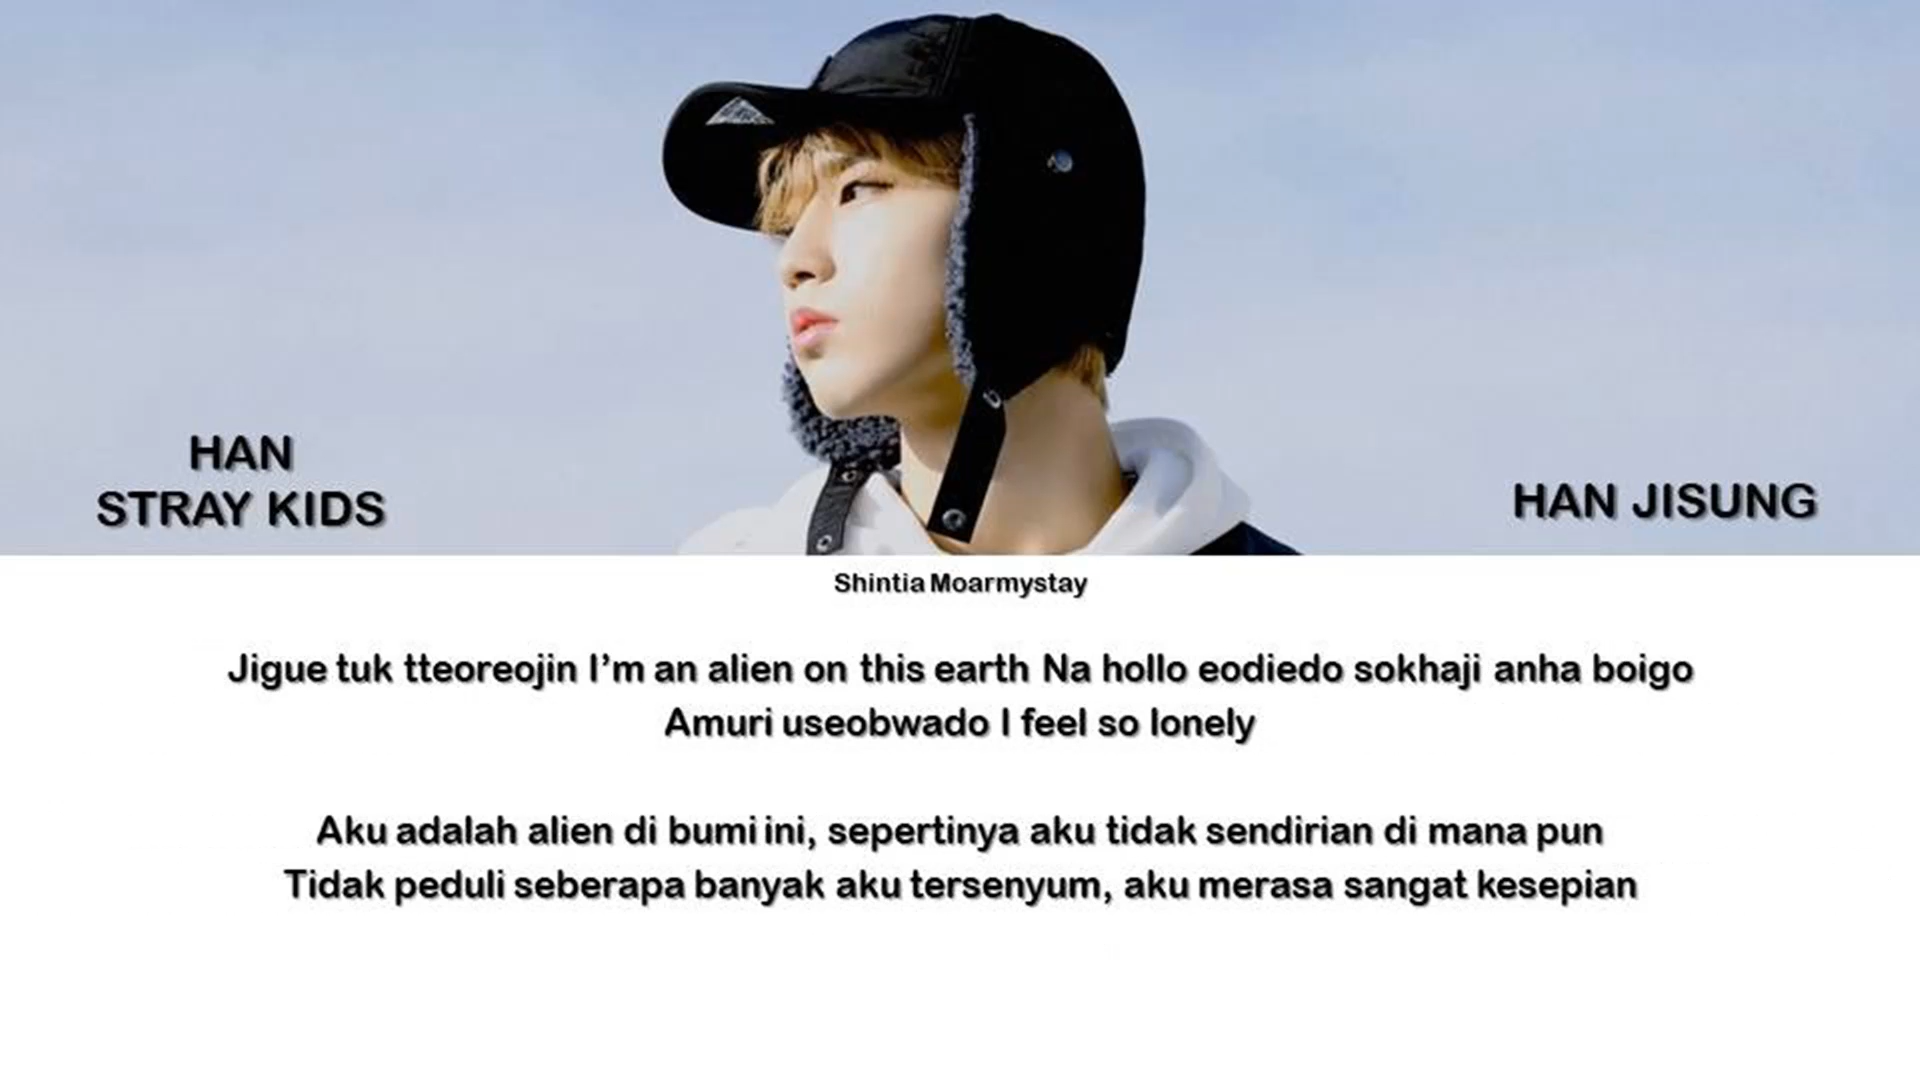 HAN
STRAY KIDS
HAN JISUNG
Shintia Moarmystay
Jigue tuk tteoreojin I’m an alien on this earth Na hollo eodiedo sokhaji anha boigo
Amuri useobwado I feel so lonely
Aku adalah alien di bumi ini, sepertinya aku tidak sendirian di mana pun
Tidak peduli seberapa banyak aku tersenyum, aku merasa sangat kesepian